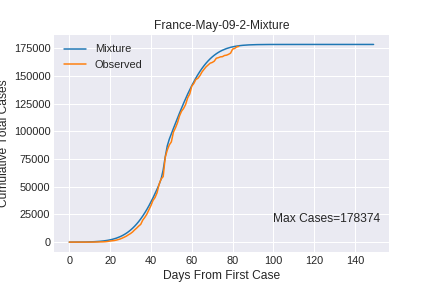 France-May-09-2-Mixture
Mixture
Observed
175000
150000
125000
100000
75000
50000
25000
0
Cumulative Total Cases
Max Cases=178374
0 20 40 60 80 100 120 140
Days From First Case